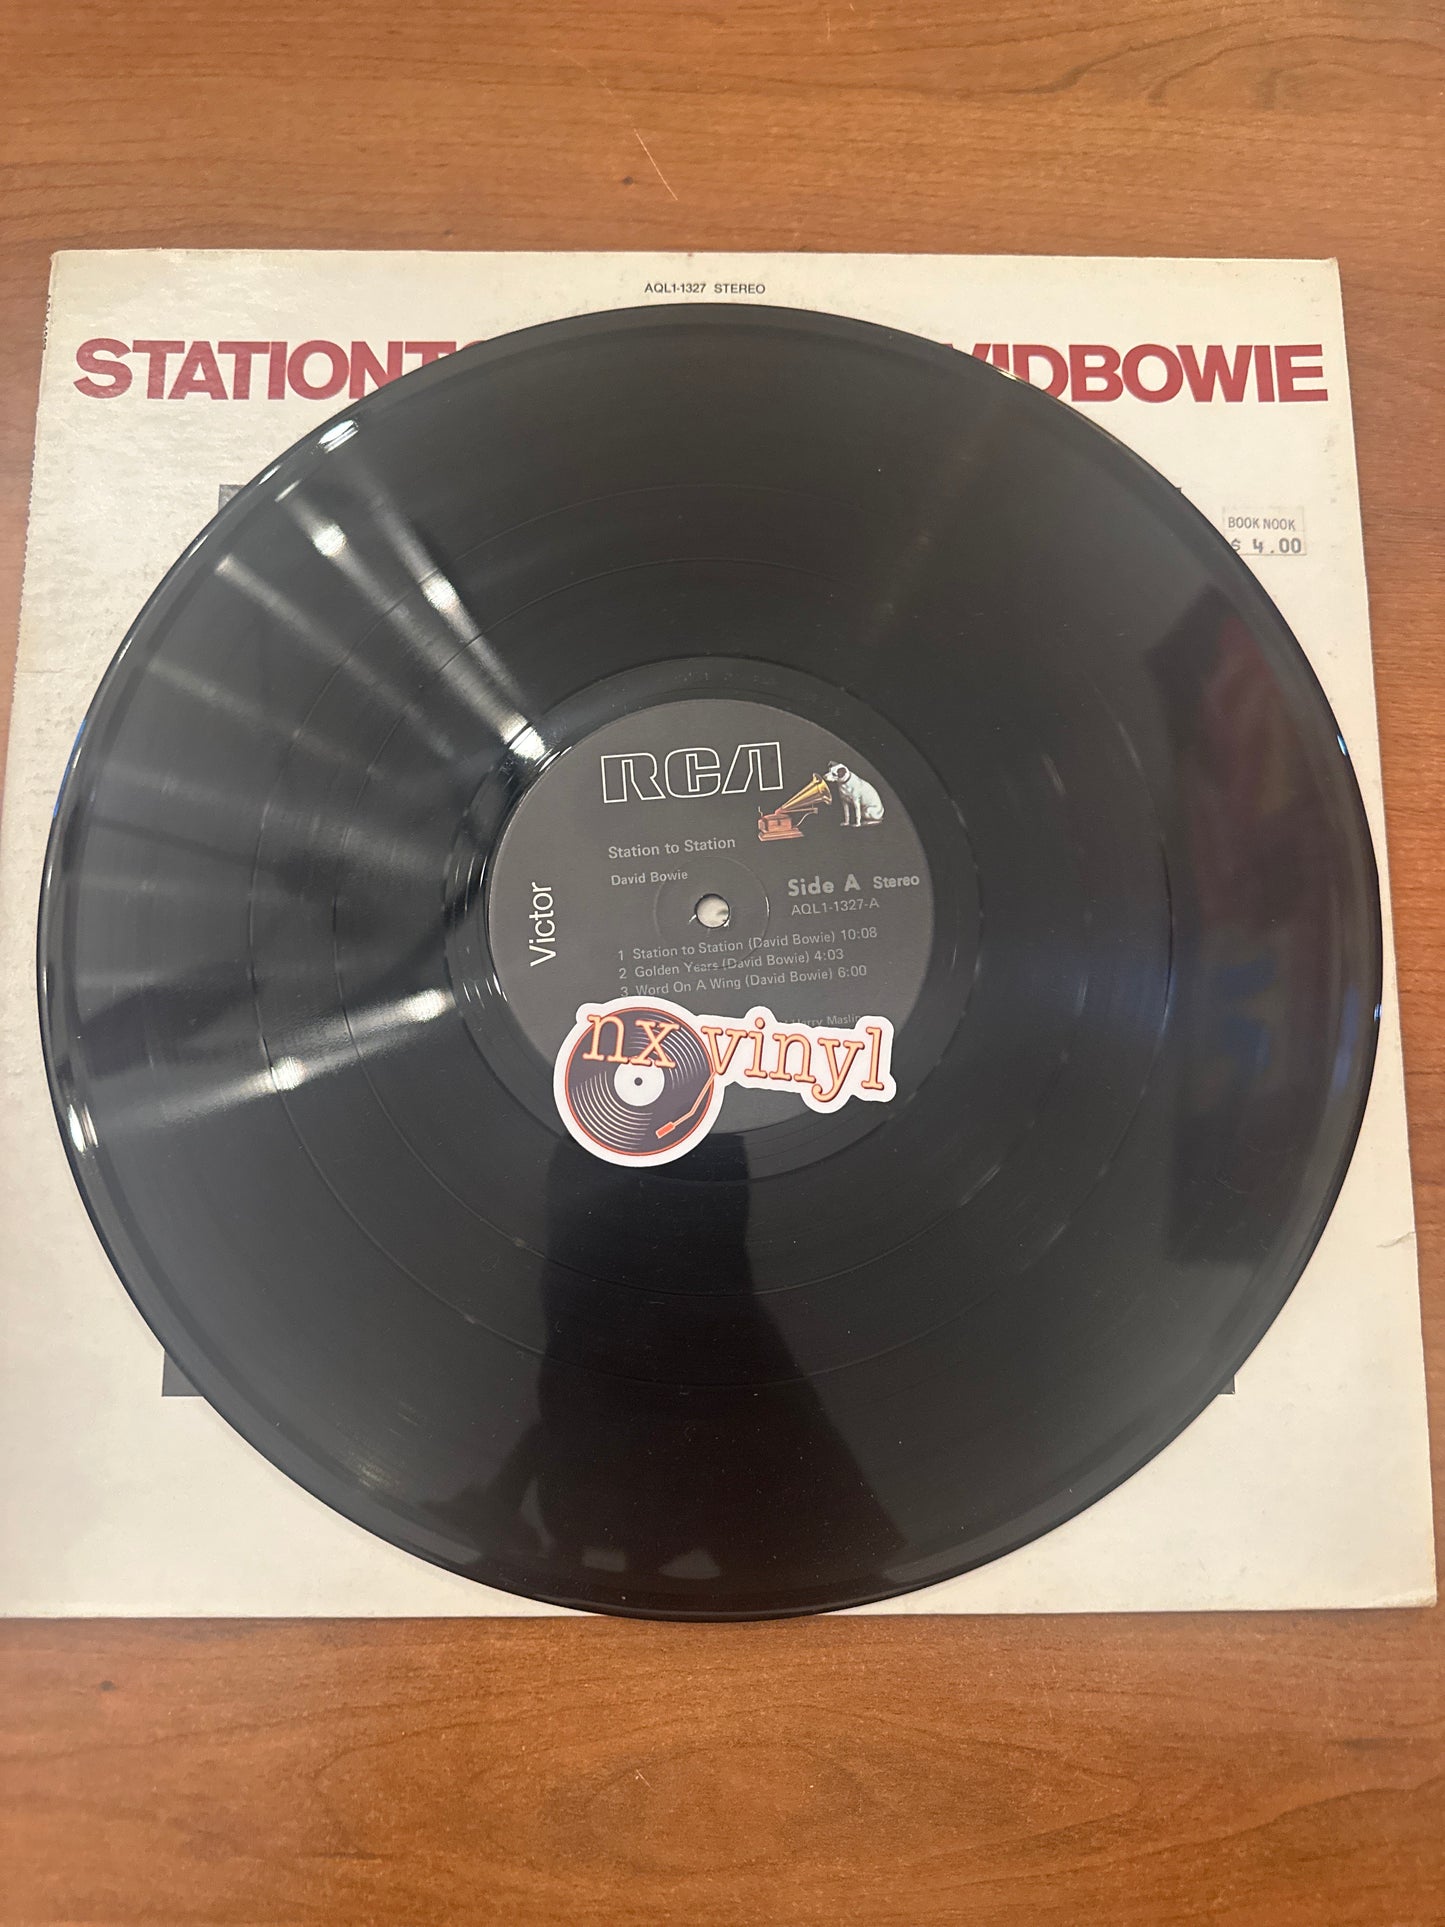 AQL1-1327 STEREO
STATIONT VIDBOWIE
BOOK NOOK
$ 4.00
RCA
Station to Station
David Bowie
Side A Stereo
AQL1-1327-A
Victor
1 Station to Station (David Bowie) 10:08
2 Golden Years (David Bowie) 4:03
3 Word On A Wing (David Bowie) 6:00
Harry Maslin
nx vinyl